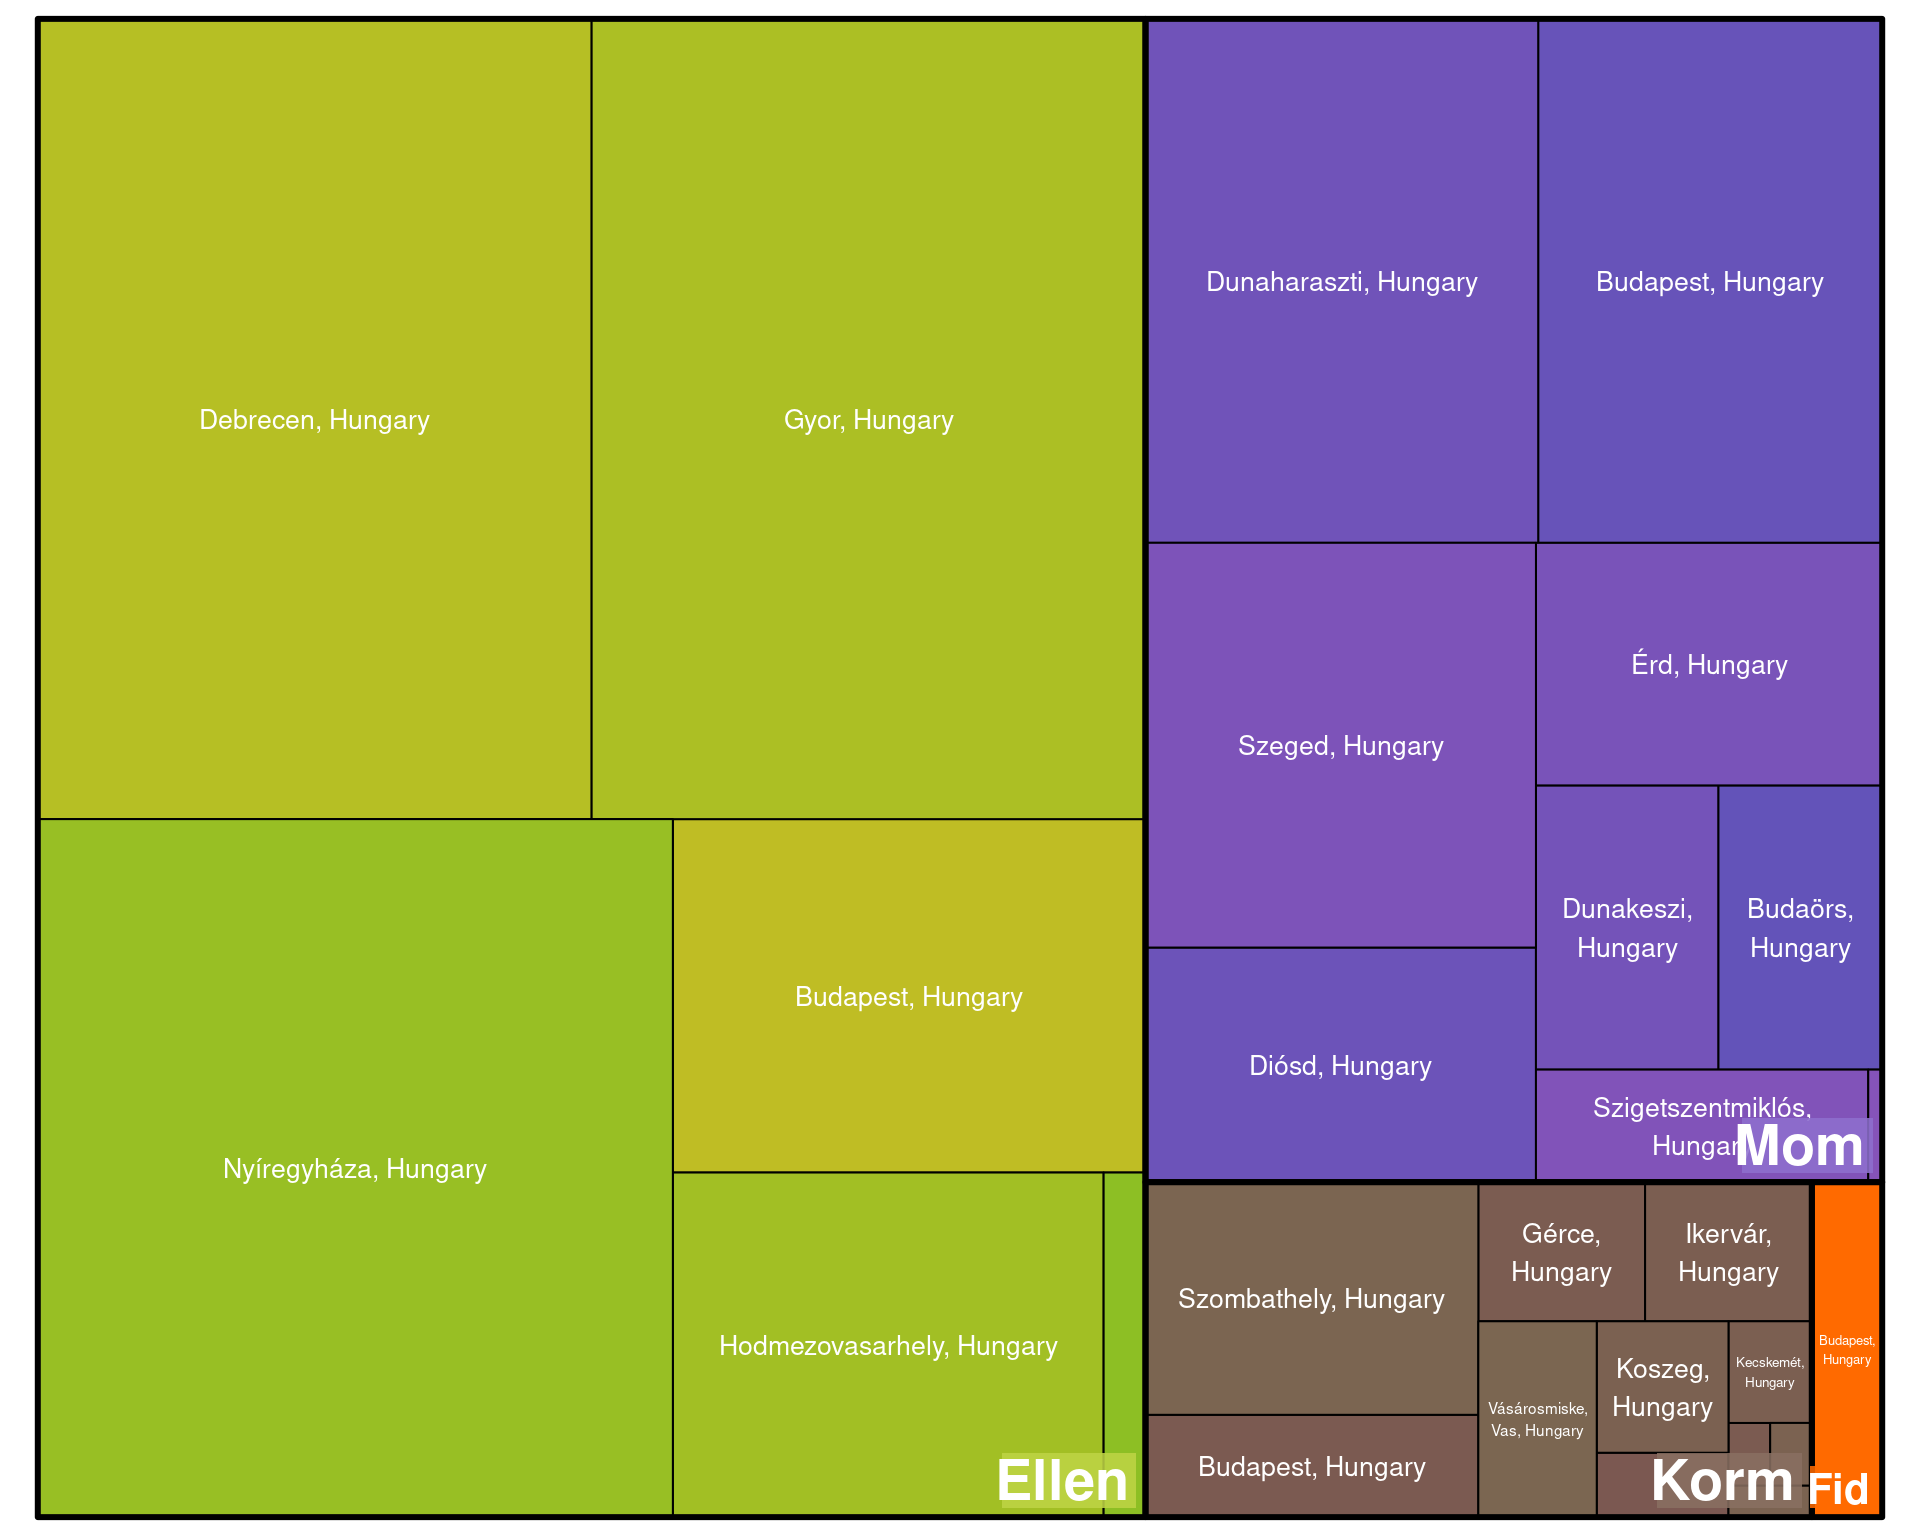 Debrecen, Hungary
Gyor, Hungary
Nyíregyháza, Hungary
Budapest, Hungary
Hodmezovasarhely, Hungary
Ellen
Dunaharaszti, Hungary
Budapest, Hungary
Szeged, Hungary
Érd, Hungary
Dunakeszi,
Hungary
Budaörs,
Hungary
Diósd, Hungary
Szigetszentmiklós,
Hungary
Mom
Szombathely, Hungary
Budapest, Hungary
Gérce,
Hungary
Ikervár,
Hungary
Vásárosmiske,
Vas, Hungary
Koszeg,
Hungary
Kecskemét,
Hungary
Korm
Budapest,
Hungary
Fid